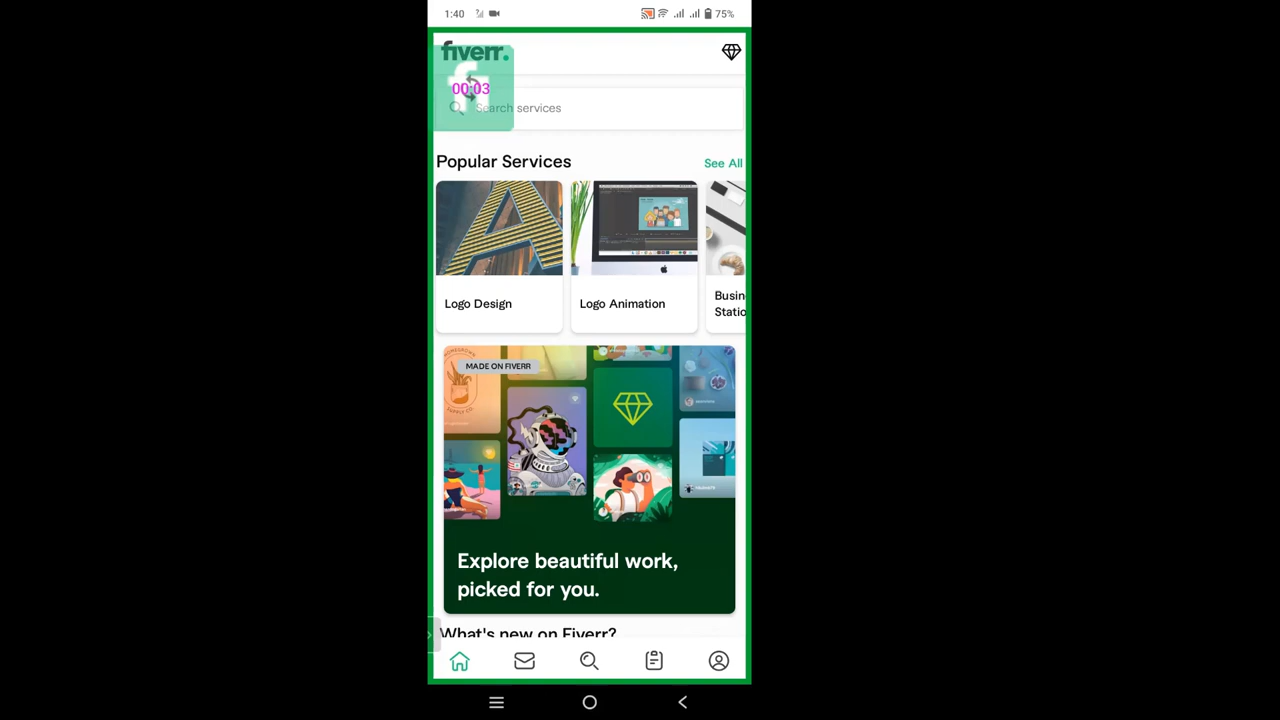 1:40
75%
fiverr.
fi
00:03
Search services
Popular Services
See All
Logo Design
Logo Animation
Busin
Statio
MADE ON FIVERR
Explore beautiful work,
picked for you.
What's new on Fiverr?